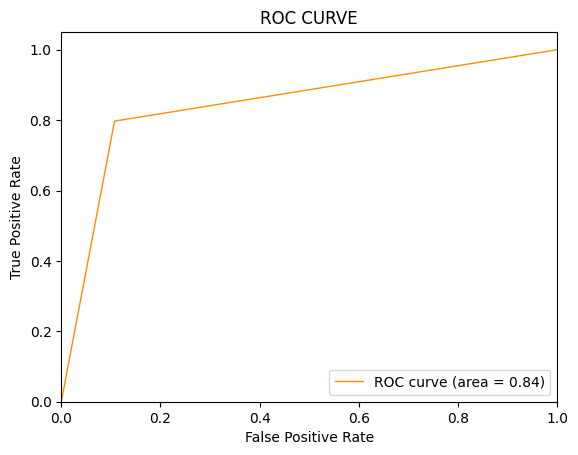 ROC CURVE
1.0
0.8
0.6
0.4
0.2
0.0
True Positive Rate
ROC curve (area = 0.84)
0.0 0.2 0.4 0.6 0.8 1.0
False Positive Rate